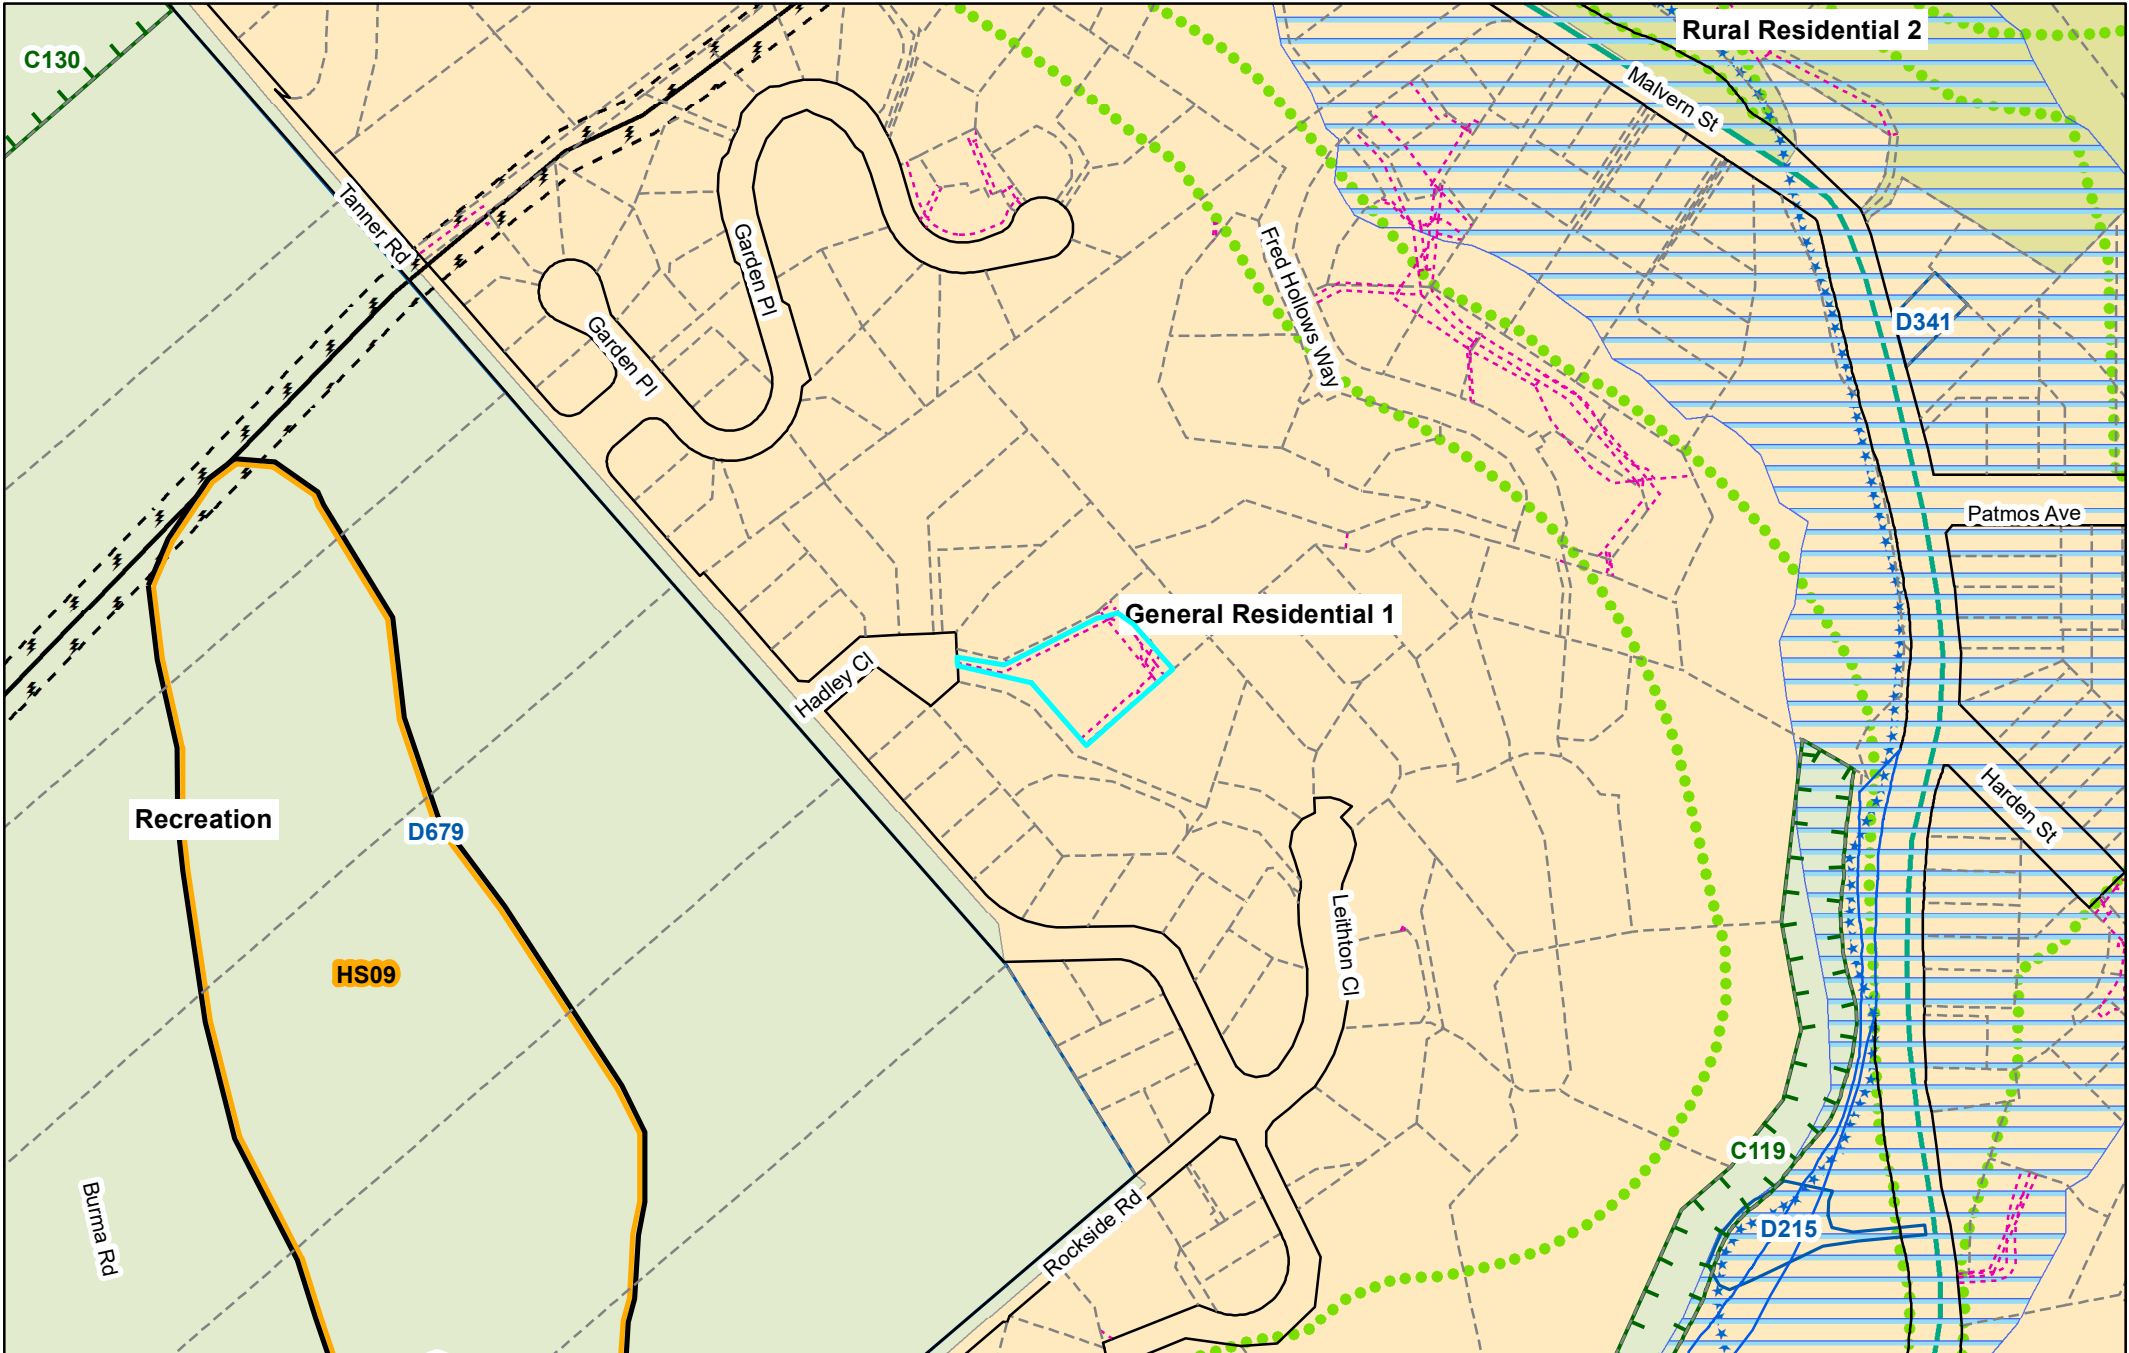 Rural Residential 2
C130
Malvern St
Tanner Rd
Garden Pl
Fred Hollows Way
Garden Pl
D341
Patmos Ave
General Residential 1
Hadley Cl
Harden St
Recreation
D679
Leithton Cl
HS09
C119
Burma Rd
Rockside Rd
D215